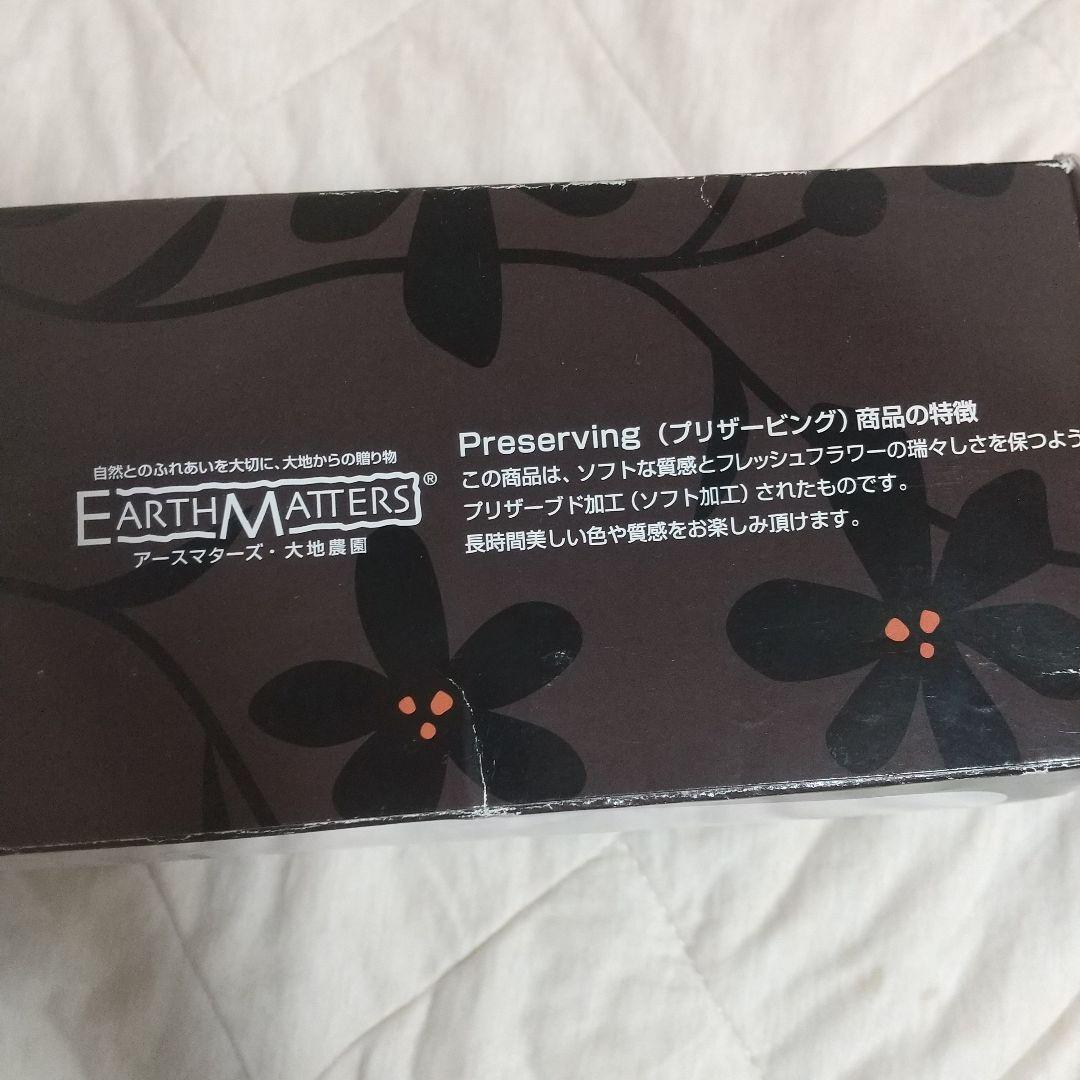 自然とのふれあいを大切に、大地からの贈り物
EARTHMATTERS®
アースマターズ・大地農園
Preserving（プリザービング）商品の特徴
この商品は、ソフトな質感とフレッシュフラワーの瑞々しさを保つよう
プリザーブド加工（ソフト加工）されたものです。
長時間美しい色や質感をお楽しみ頂けます。